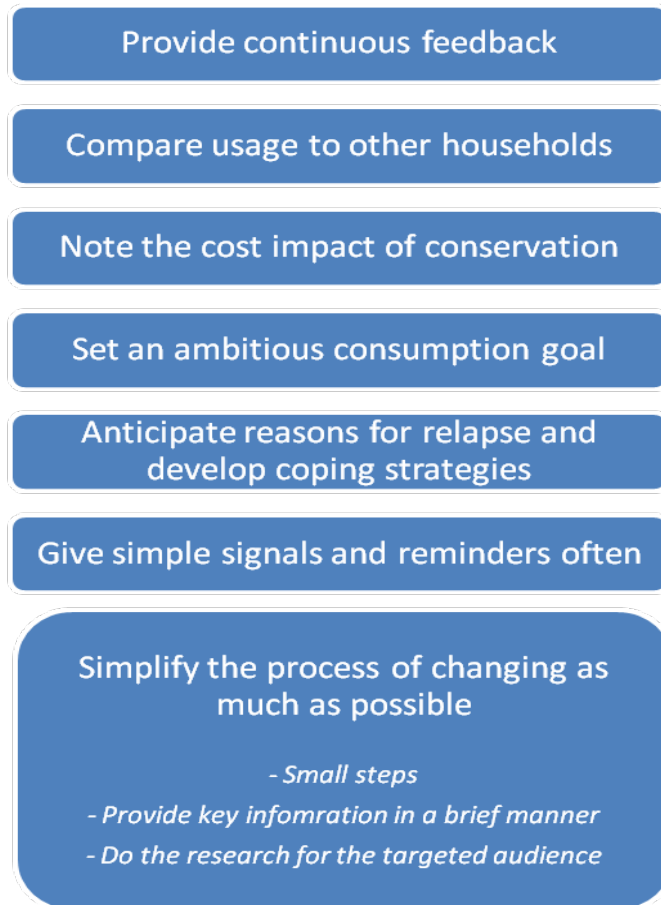 Provide continuous feedback
Compare usage to other households
Note the cost impact of conservation
Set an ambitious consumption goal
Anticipate reasons for relapse and
develop coping strategies
Give simple signals and reminders often
Simplify the process of changing as
much as possible
- Small steps
- Provide key infomration in a brief manner
- Do the research for the targeted audience